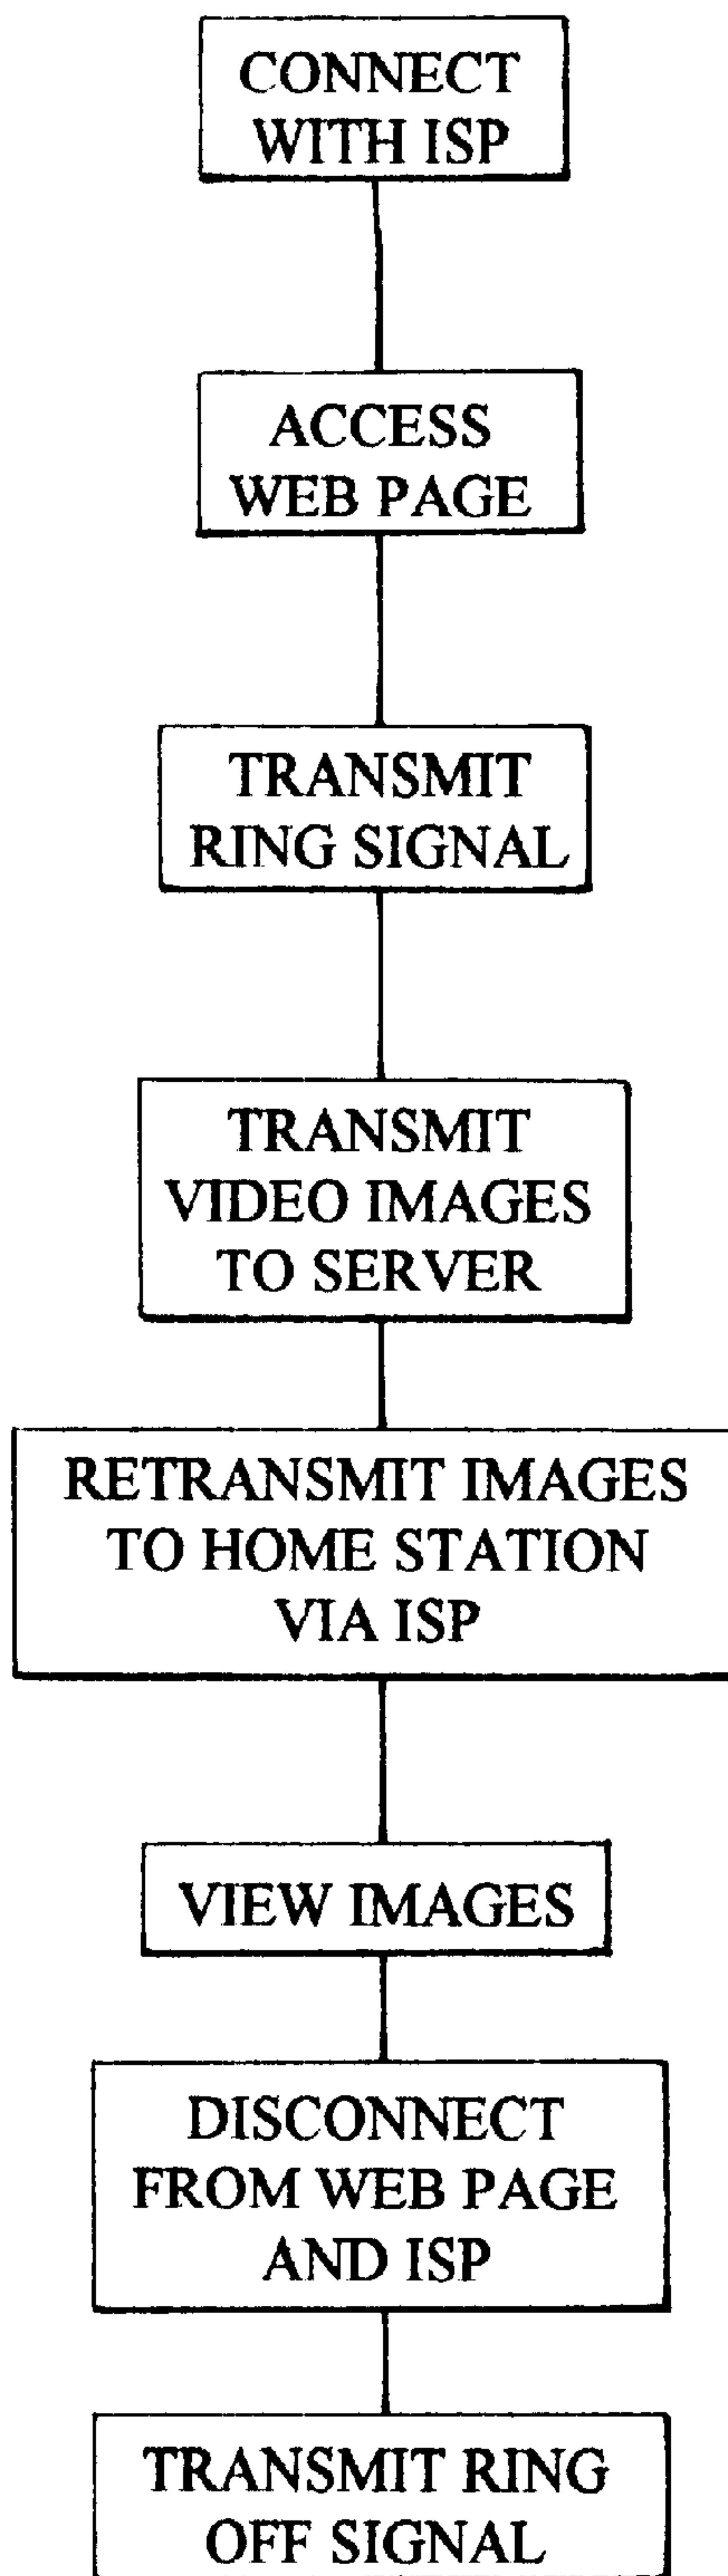 CONNECT
WITH ISP
ACCESS
WEB PAGE
TRANSMIT
RING SIGNAL
TRANSMIT
VIDEO IMAGES
TO SERVER
RETRANSMIT IMAGES
TO HOME STATION
VIA ISP
VIEW IMAGES
DISCONNECT
FROM WEB PAGE
AND ISP
TRANSMIT RING
OFF SIGNAL